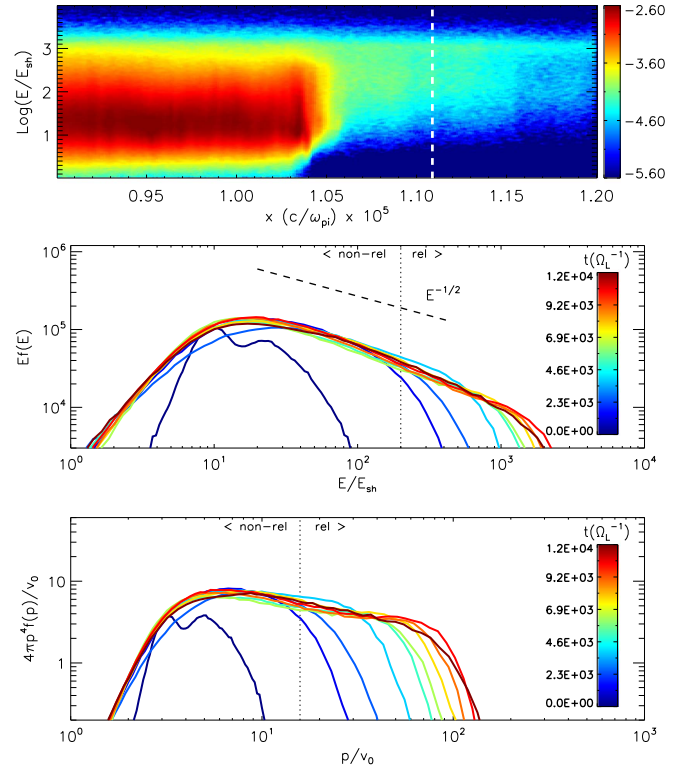 Log(E/E_sh)
3
2
1
0.95
1.00
1.05
1.10
1.15
1.20
x (c/ω_pi) x 10^5
-2.60
-3.60
-4.60
-5.60
Ef(E)
10^6
10^5
10^4
< non-rel
rel >
E^-1/2
t(Ω_L^-1)
1.2E+04
9.2E+03
6.9E+03
4.6E+03
2.3E+03
0.0E+00
10^0
10^1
10^2
10^3
10^4
E/E_sh
4πp^4f(p)/v_0
10
1
< non-rel
rel >
t(Ω_L^-1)
1.2E+04
9.2E+03
6.9E+03
4.6E+03
2.3E+03
0.0E+00
10^0
10^1
10^2
10^3
p/v_0